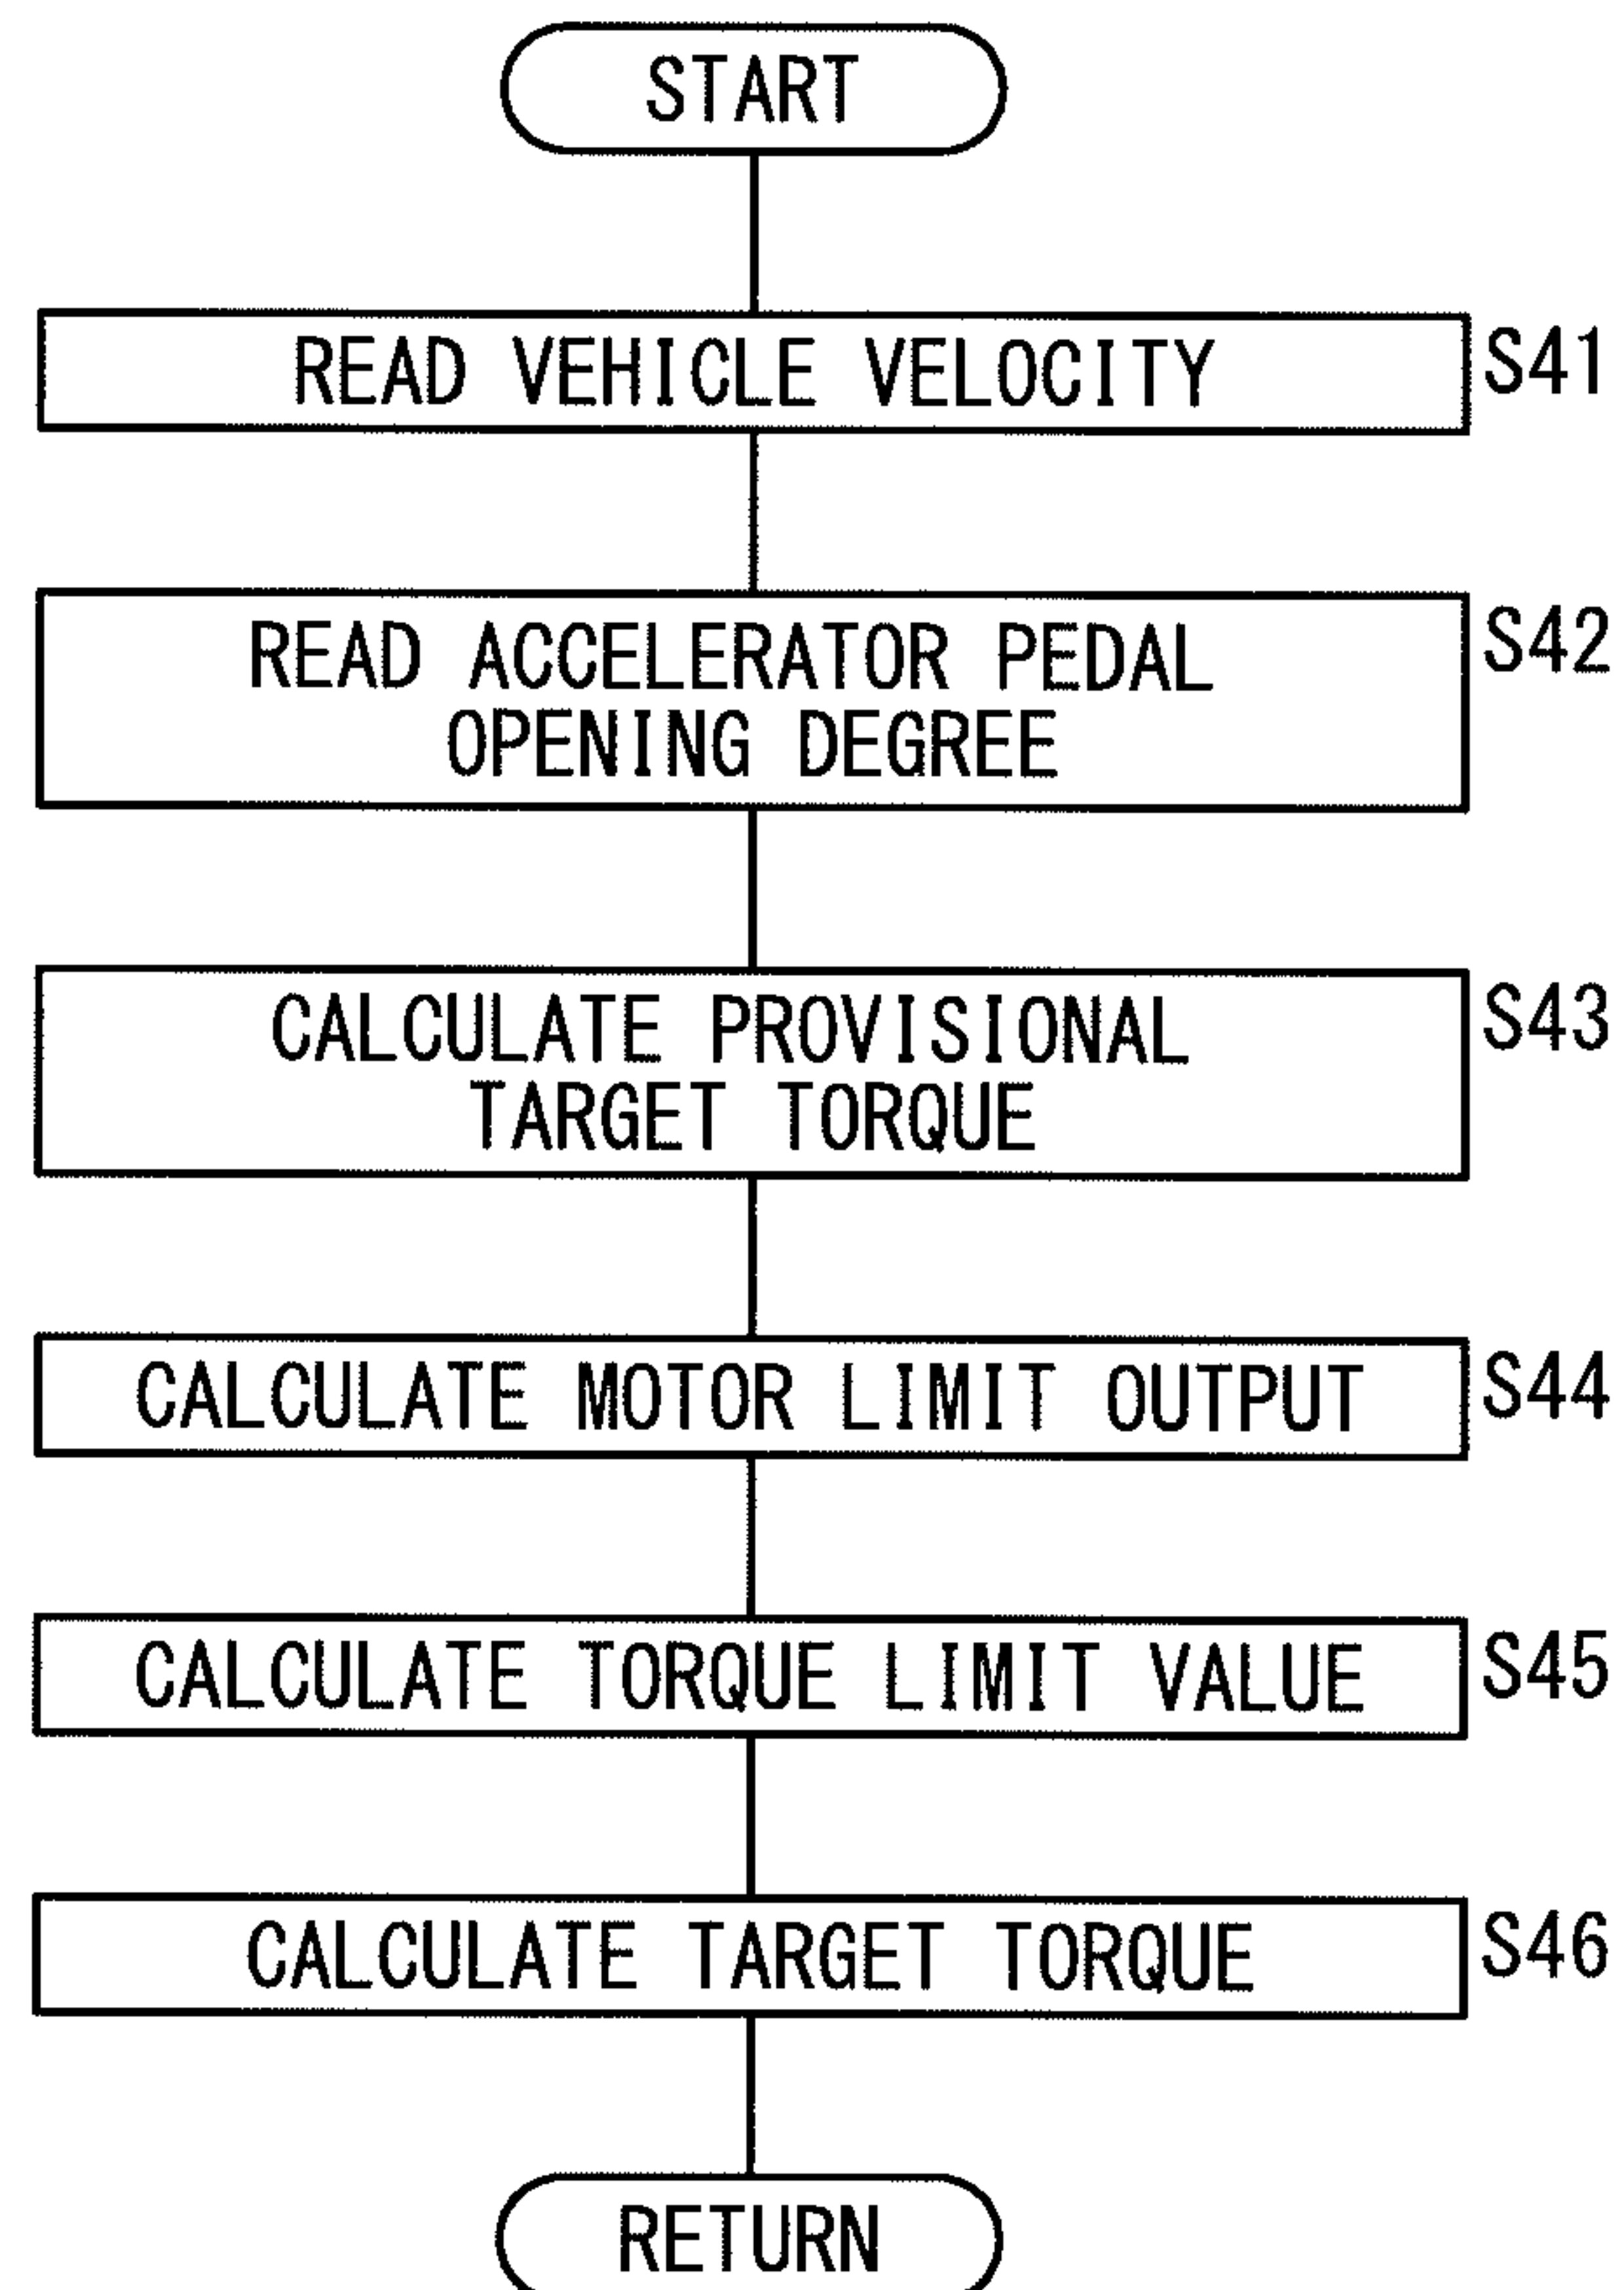 START
READ VEHICLE VELOCITY S41
READ ACCELERATOR PEDAL S42
OPENING DEGREE
CALCULATE PROVISIONAL S43
TARGET TORQUE
CALCULATE MOTOR LIMIT OUTPUT S44
CALCULATE TORQUE LIMIT VALUE S45
CALCULATE TARGET TORQUE S46
RETURN